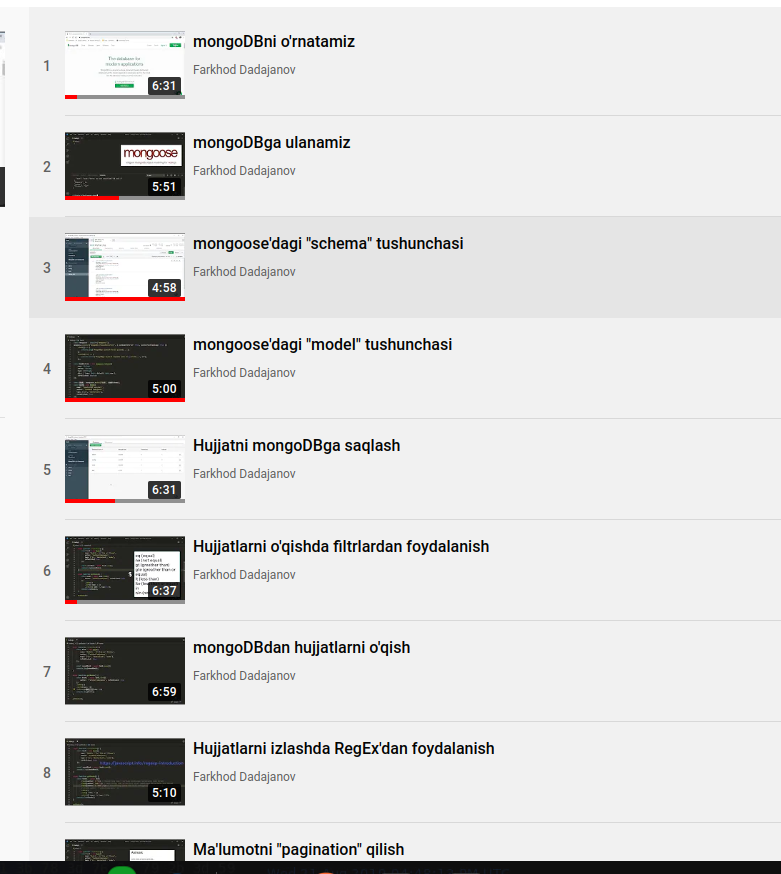 1
6:31
mongoDBni o'rnatamiz
Farkhod Dadajanov
2
mongoose
5:51
mongoDBga ulanamiz
Farkhod Dadajanov
3
4:58
mongoose'dagi "schema" tushunchasi
Farkhod Dadajanov
4
5:00
mongoose'dagi "model" tushunchasi
Farkhod Dadajanov
5
6:31
Hujjatni mongoDBga saqlash
Farkhod Dadajanov
6
6:37
Hujjatlarni o'qishda filtrlardan foydalanish
Farkhod Dadajanov
7
6:59
mongoDBdan hujjatlarni o'qish
Farkhod Dadajanov
8
5:10
Hujjatlarni izlashda RegEx'dan foydalanish
Farkhod Dadajanov
Ma'lumotni "pagination" qilish